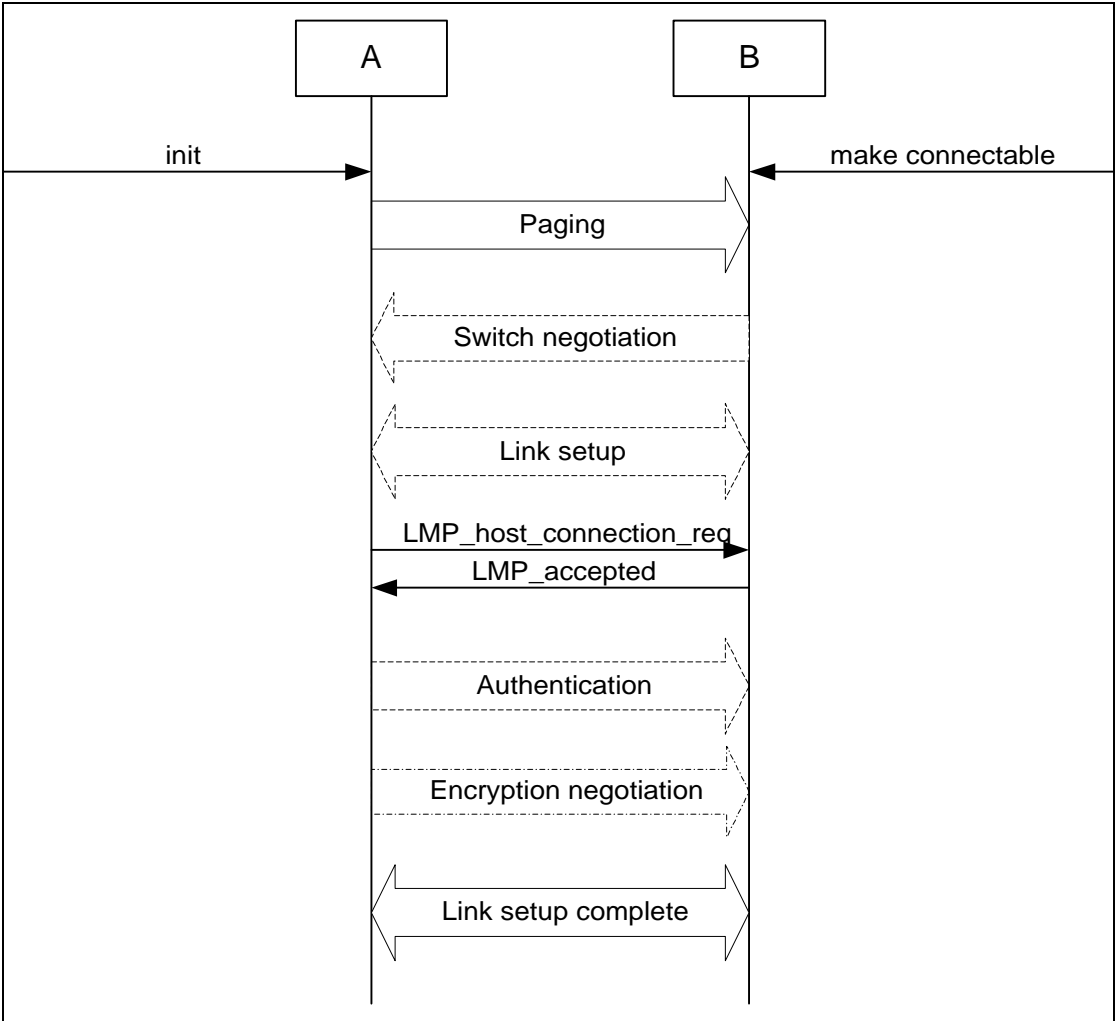 A
B
init
make connectable
Paging
Switch negotiation
Link setup
LMP_host_connection_req
LMP_accepted
Authentication
Encryption negotiation
Link setup complete